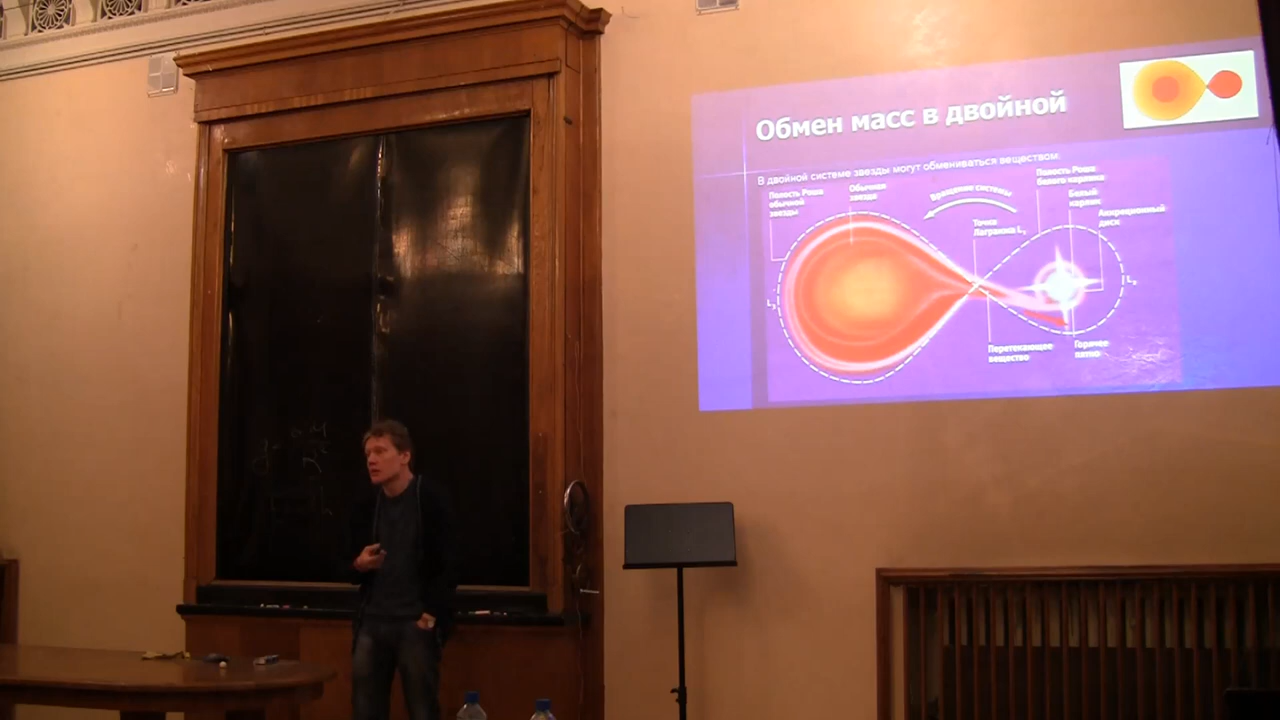 Обмен масс в двойной
В двойной системе звезды могут обмениваться веществом:
Полость Роша
обычной
звезды
Обычная
звезда
Вращение системы
Точка
Лагранжа L₁
Полость Роша
белого карлика
Белый
карлик
Аккреционный
диск
L₃
L₂
Перетекающее
вещество
Горячее
пятно